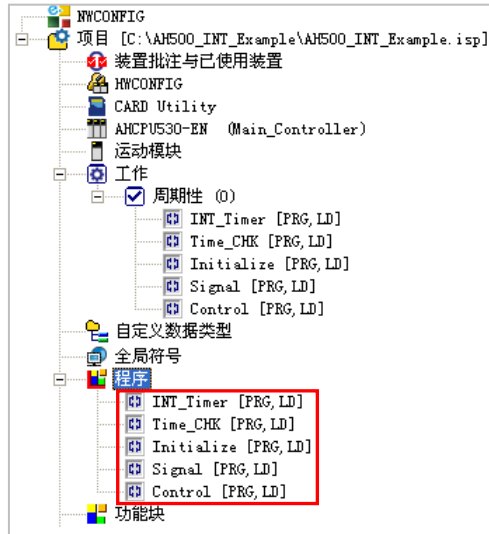 NWCONFIG
项目 [C:\AH500_INT_Example\AH500_INT_Example.isp]
装置批注与已使用装置
HWCONFIG
CARD Utility
AHCPU530-EN (Main_Controller)
运动模块
工作
周期性 (0)
INT_Timer [PRG,LD]
Time_CHK [PRG,LD]
Initialize [PRG,LD]
Signal [PRG,LD]
Control [PRG,LD]
自定义数据类型
全局符号
程序
INT_Timer [PRG,LD]
Time_CHK [PRG,LD]
Initialize [PRG,LD]
Signal [PRG,LD]
Control [PRG,LD]
功能块